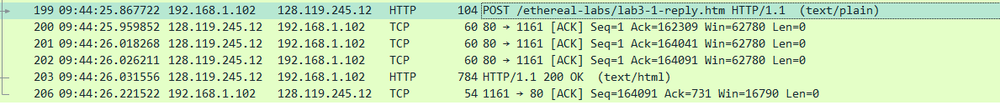 199 09:44:25.867722 192.168.1.102 128.119.245.12 HTTP 104 POST /ethereal-labs/lab3-1-reply.htm HTTP/1.1 (text/plain)
200 09:44:25.959852 128.119.245.12 192.168.1.102 TCP 60 80 → 1161 [ACK] Seq=1 Ack=162309 Win=62780 Len=0
201 09:44:26.018268 128.119.245.12 192.168.1.102 TCP 60 80 → 1161 [ACK] Seq=1 Ack=164041 Win=62780 Len=0
202 09:44:26.026211 128.119.245.12 192.168.1.102 TCP 60 80 → 1161 [ACK] Seq=1 Ack=164091 Win=62780 Len=0
203 09:44:26.031556 128.119.245.12 192.168.1.102 HTTP 784 HTTP/1.1 200 OK (text/html)
206 09:44:26.221522 192.168.1.102 128.119.245.12 TCP 54 1161 → 80 [ACK] Seq=164091 Ack=731 Win=16790 Len=0